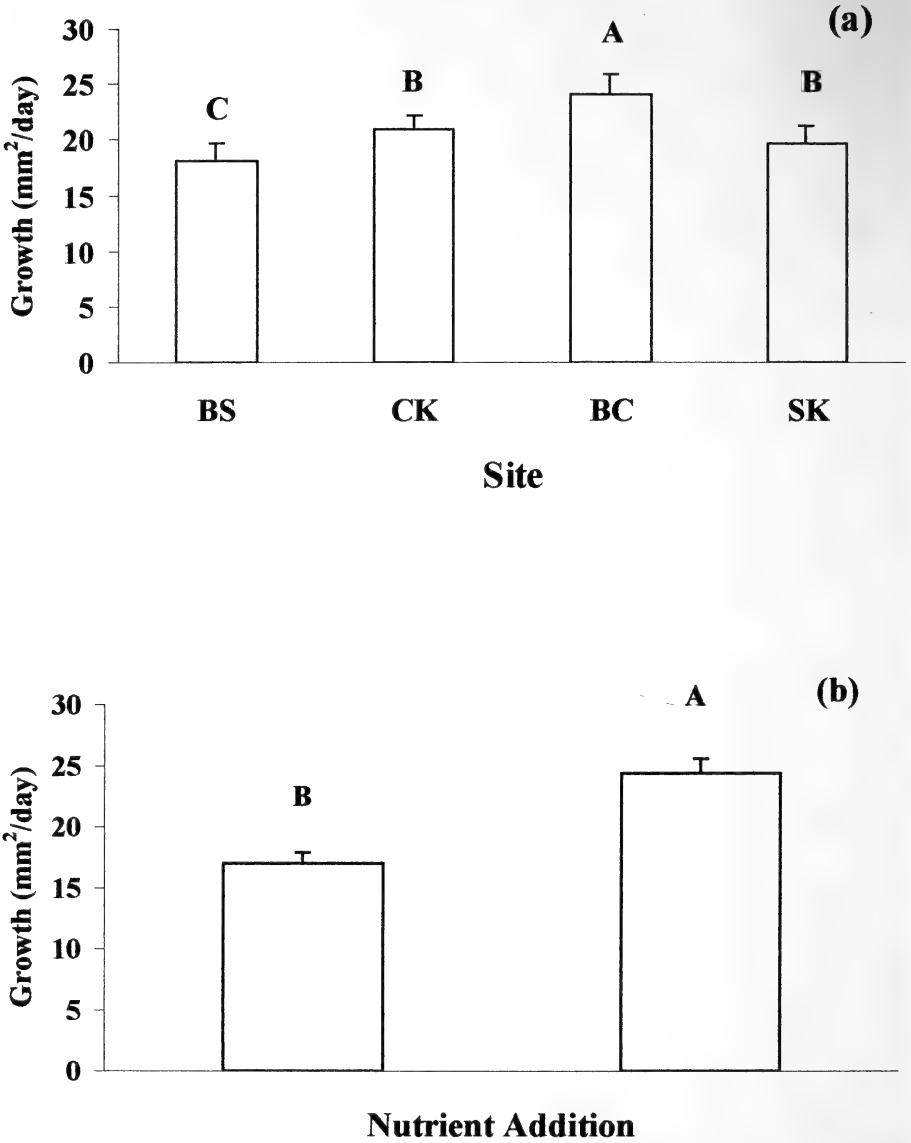 (a)
Growth (mm²/day)
30
25
20
15
10
5
0
C
B
A
B
BS CK BC SK
Site
(b)
Growth (mm²/day)
30
25
20
15
10
5
0
B
A
Nutrient Addition